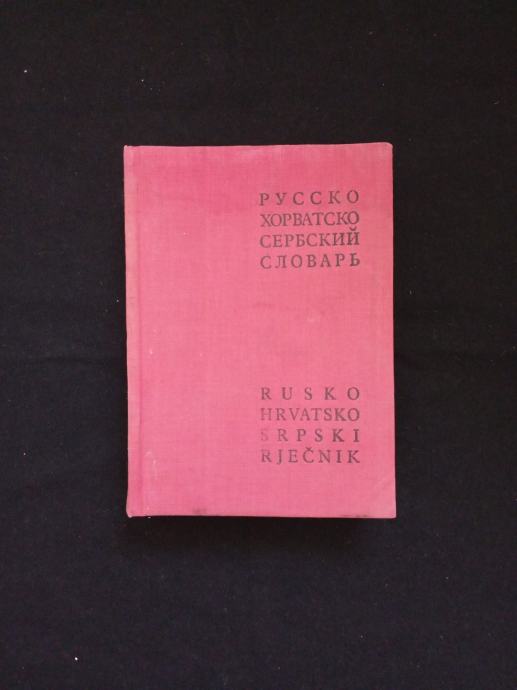 РУССКО
ХОРВАТСКО
СЕРБСКИЙ
СЛОВАРЬ
RUSKO
HRVATSKO
SRPSKI
RJEČNIK